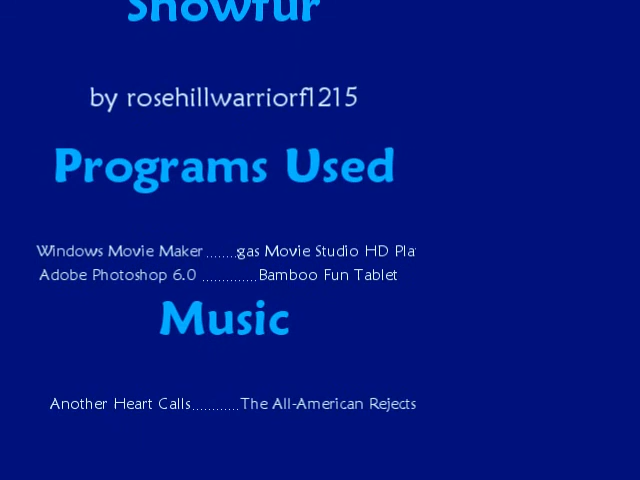 Snowfur
by rosehillwarriorf1215
Programs Used
Windows Movie Maker........gas Movie Studio HD Pla
Adobe Photoshop 6.0 ..............Bamboo Fun Tablet
Music
Another Heart Calls............The All-American Rejects